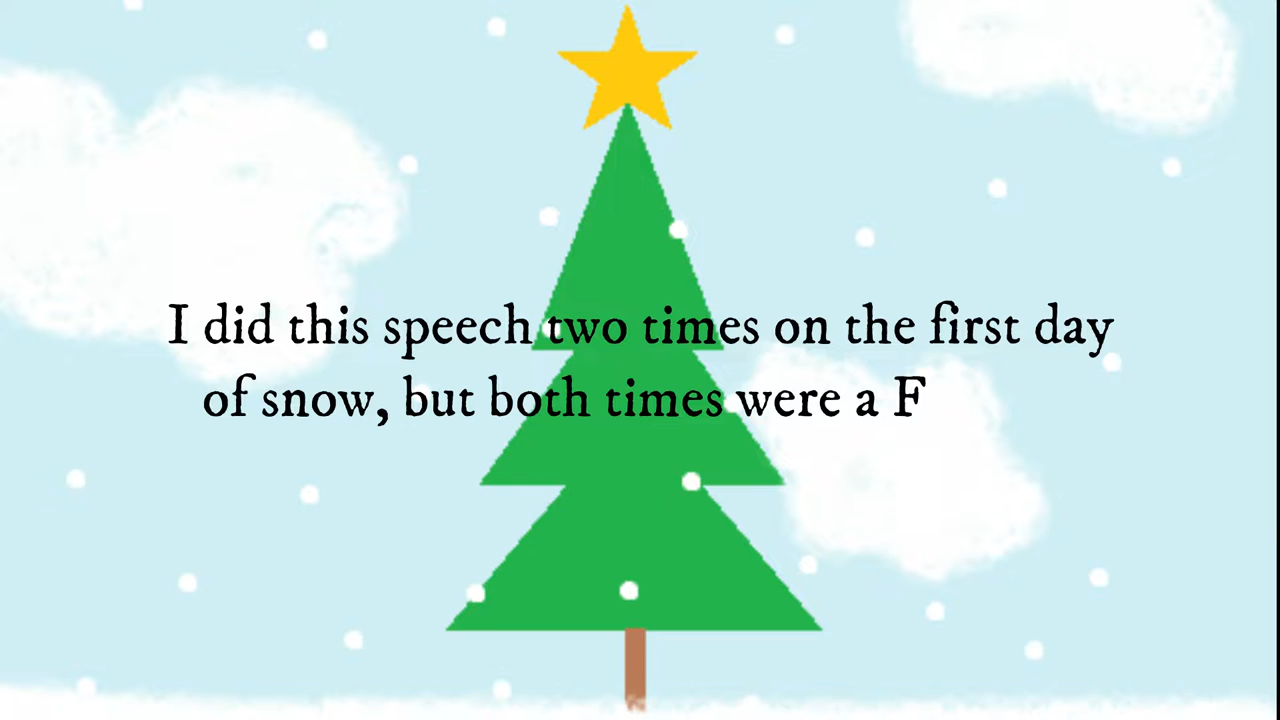 I did this speech two times on the first day
of snow, but both times were a F